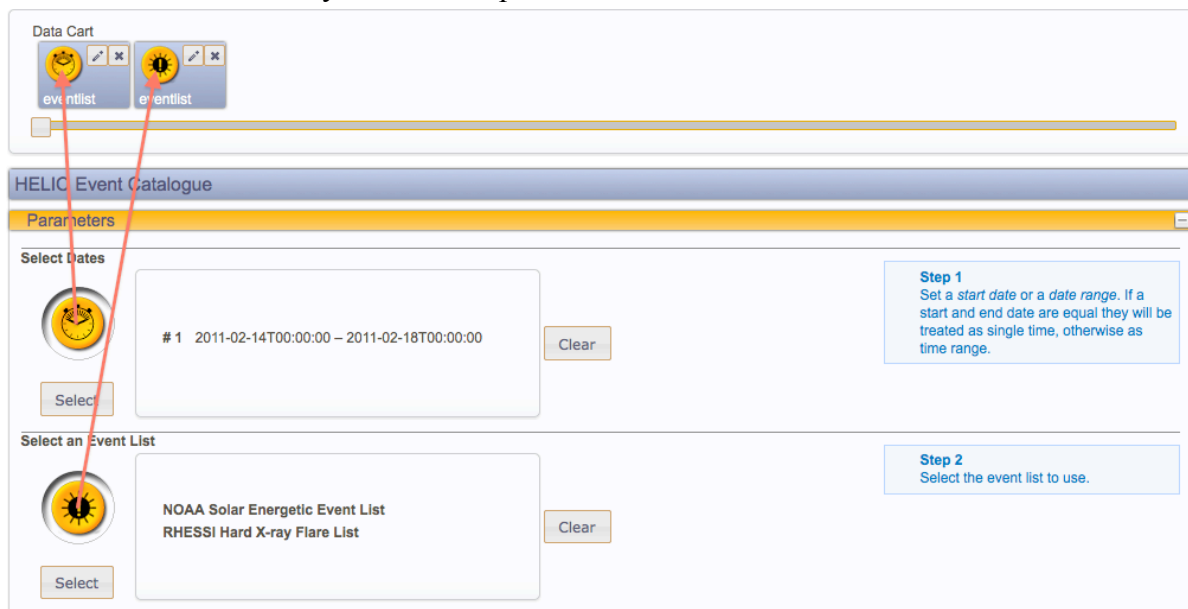 Data Cart
eventlist
eventlist
HELIO Event Catalogue
Parameters
Select Dates
# 1 2011-02-14T00:00:00 – 2011-02-18T00:00:00
Clear
Select
Step 1
Set a start date or a date range. If a
start and end date are equal they will be
treated as single time, otherwise as
time range.
Select an Event List
NOAA Solar Energetic Event List
RHESSI Hard X-ray Flare List
Clear
Select
Step 2
Select the event list to use.